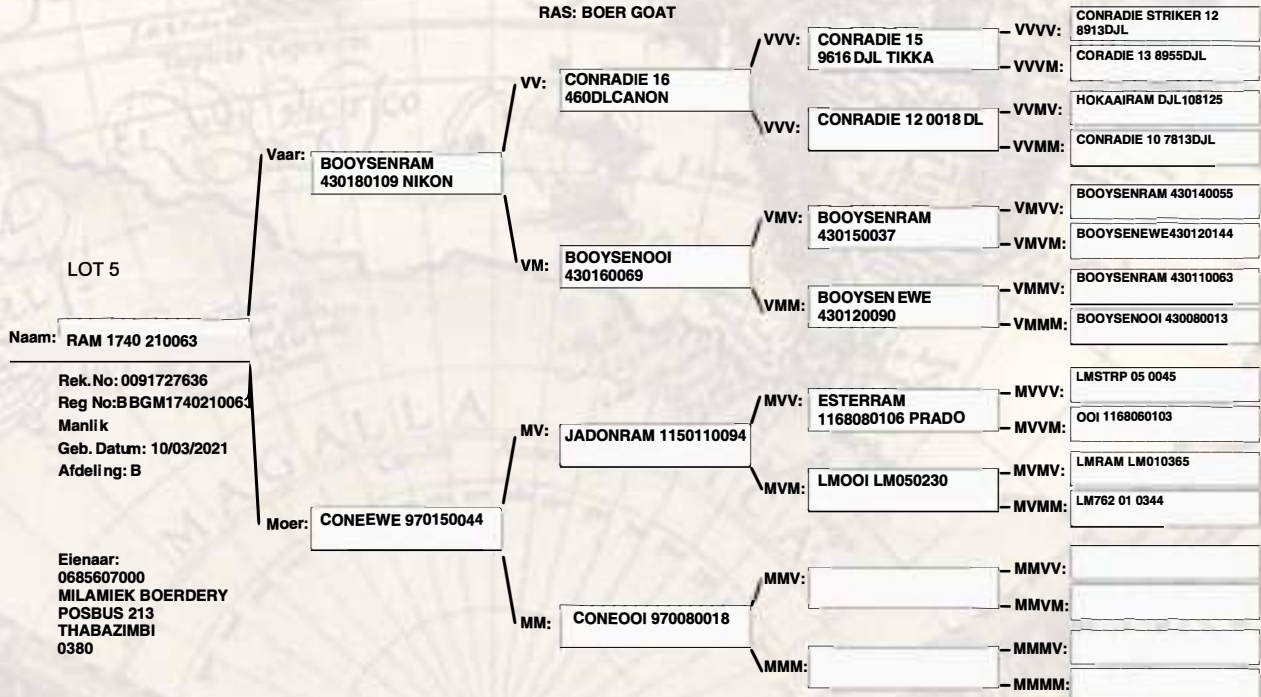 RAS: BOER GOAT
LOT 5
Naam: RAM 1740 210063
Rek.No: 0091727636
Reg No:BBGM1740210063
Manlik
Geb. Datum: 10/03/2021
Afdeling: B
Eienaar:
0685607000
MILAMIEK BOERDERY
POSBUS 213
THABAZIMBI
0380
Vaar: BOOYSENRAM
430180109 NIKON
Moer: CONEEWE 970150044
VV: CONRADIE 16
460DLCANON
VM: BOOYSENOOI
430160069
MV: JADONRAM 1150110094
MM: CONEOOI 970080018
VVV: CONRADIE 15
9616 DJL TIKKA
VVV: CONRADIE 12 0018 DL
VMV: BOOYSENRAM
430150037
VMM: BOOYSEN EWE
430120090
MVV: ESTERRAM
1168080106 PRADO
MVM: LMOOI LM050230
MMV:
MMM:
VVVV: CONRADIE STRIKER 12
8913DJL
VVVM: CORADIE 13 8955DJL
VVMV: HOKAAIRAM DJL108125
VVMM: CONRADIE 10 7813DJL
VMVV: BOOYSENRAM 430140055
VMVM: BOOYSENEWE430120144
VMMV: BOOYSENRAM 430110063
VMMM: BOOYSENOOI 430080013
MVVV: LMSTRP 05 0045
MVVM: OOI 1168060103
MVMV: LMRAM LM010365
MVMM: LM762 01 0344
MMVV:
MMVM:
MMMV:
MMMM: